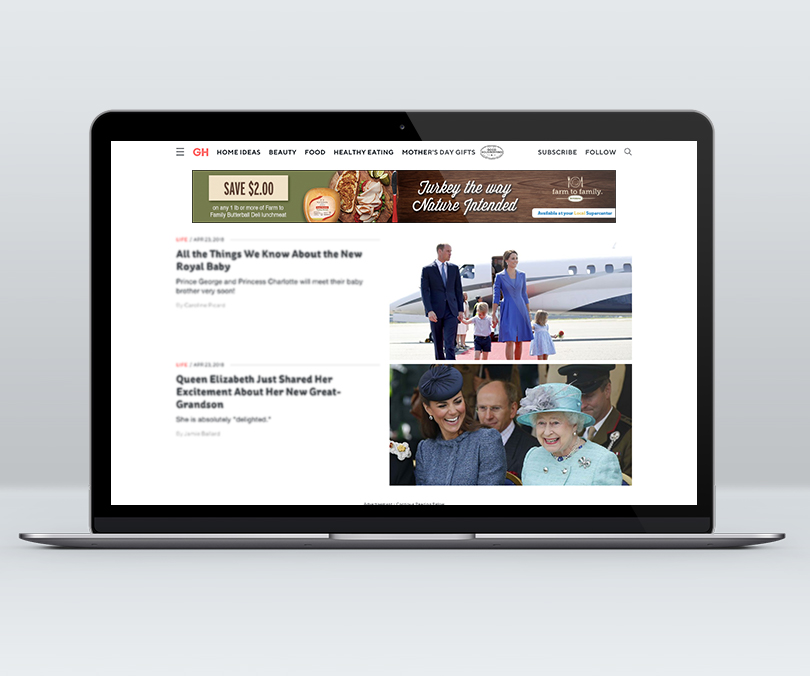 GH HOME IDEAS BEAUTY FOOD HEALTHY EATING MOTHER'S DAY GIFTS SUBSCRIBE FOLLOW
SAVE $2.00
on any 1 lb or more of Farm to
Family Butterball Deli lunchmeat
Turkey the way
Nature Intended
farm to family.
Available at your Local Supercenter
LIFE / APR 23, 2018
All the Things We Know About the New
Royal Baby
Prince George and Princess Charlotte will meet their baby
brother very soon!
By Caroline Picard
LIFE / APR 23, 2018
Queen Elizabeth Just Shared Her
Excitement About Her New Great-
Grandson
She is absolutely "delighted."
By Jamie Ballard
Advertisement - Continue Reading Below